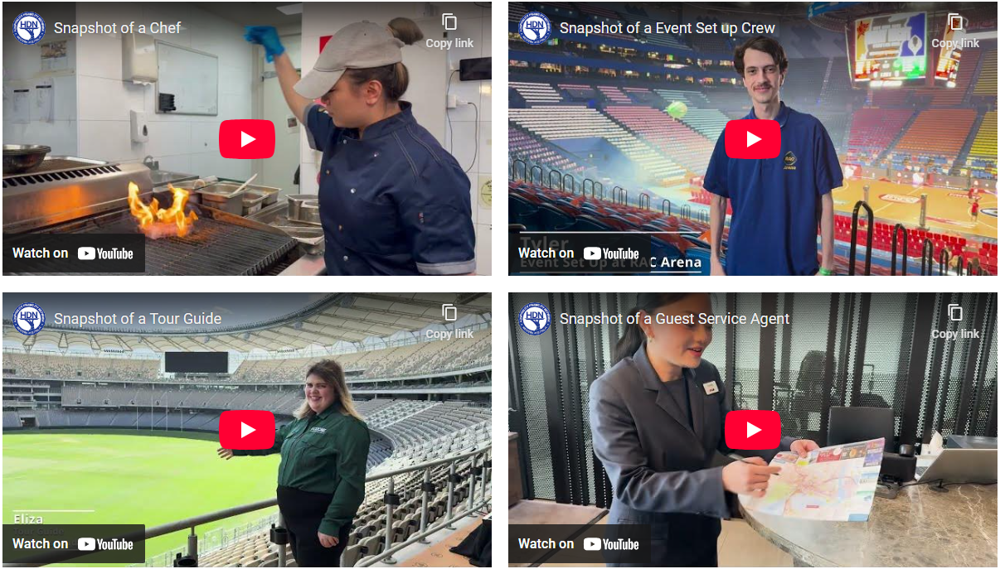 HDN
Snapshot of a Chef
Copy link
Watch on YouTube
HDN
Snapshot of a Event Set up Crew
Copy link
RAC
Tyler
Event Set Up at RAC Arena
Watch on YouTube
HDN
Snapshot of a Tour Guide
Copy link
Eliza
Watch on YouTube
HDN
Snapshot of a Guest Service Agent
Copy link
Watch on YouTube